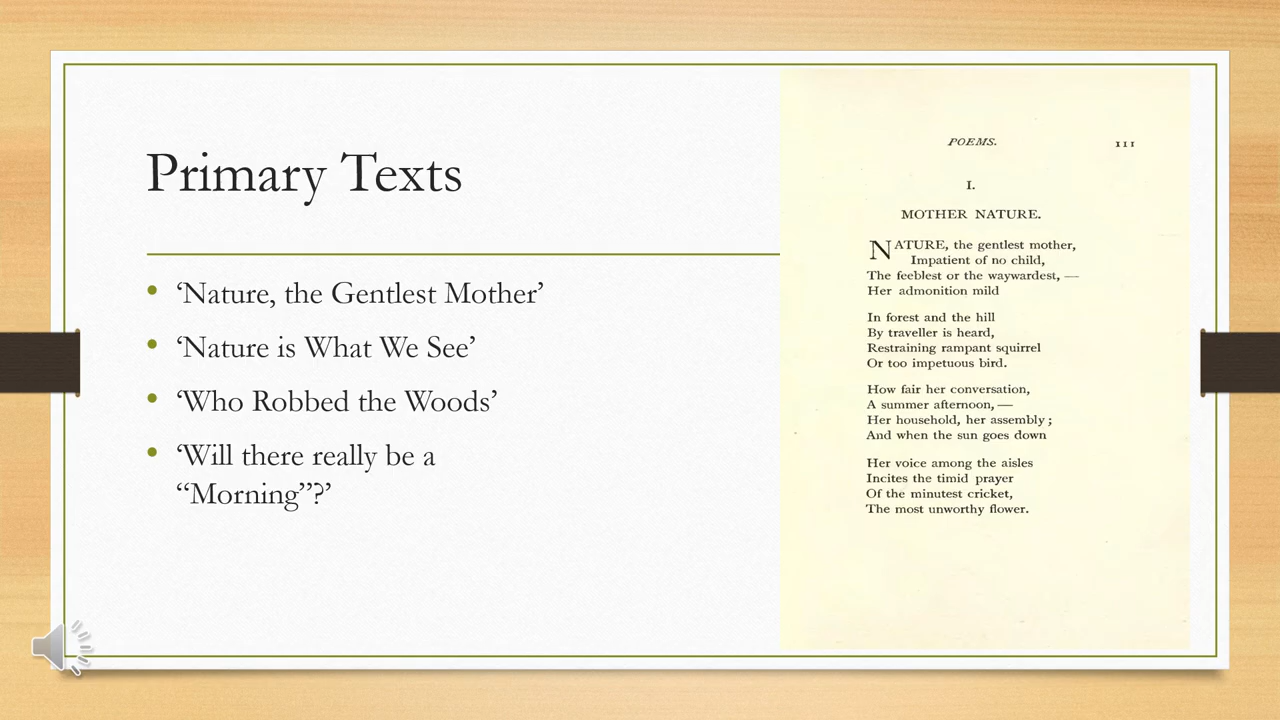 Primary Texts
• ‘Nature, the Gentlest Mother’
• ‘Nature is What We See’
• ‘Who Robbed the Woods’
• ‘Will there really be a
“Morning”?’
POEMS. 111
I.
MOTHER NATURE.
NATURE, the gentlest mother,
Impatient of no child,
The feeblest or the waywardest, —
Her admonition mild
In forest and the hill
By traveller is heard,
Restraining rampant squirrel
Or too impetuous bird.
How fair her conversation,
A summer afternoon, —
Her household, her assembly;
And when the sun goes down
Her voice among the aisles
Incites the timid prayer
Of the minutest cricket,
The most unworthy flower.